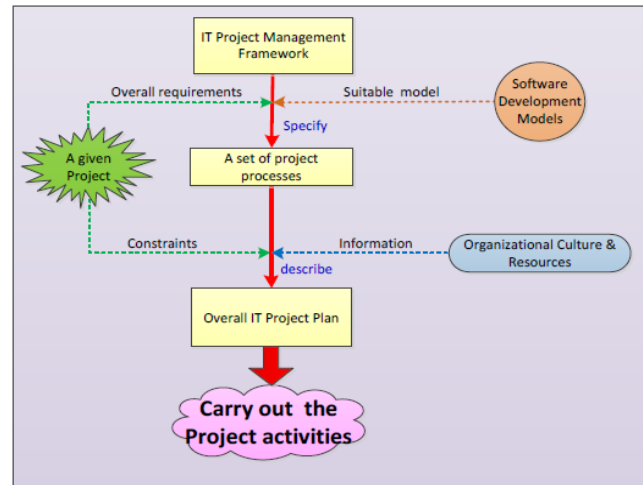 IT Project Management
Framework
Overall requirements
Suitable model
Software
Development
Models
Specify
A given
Project
A set of project
processes
Constraints
Information
Organizational Culture &
Resources
describe
Overall IT Project Plan
Carry out the
Project activities